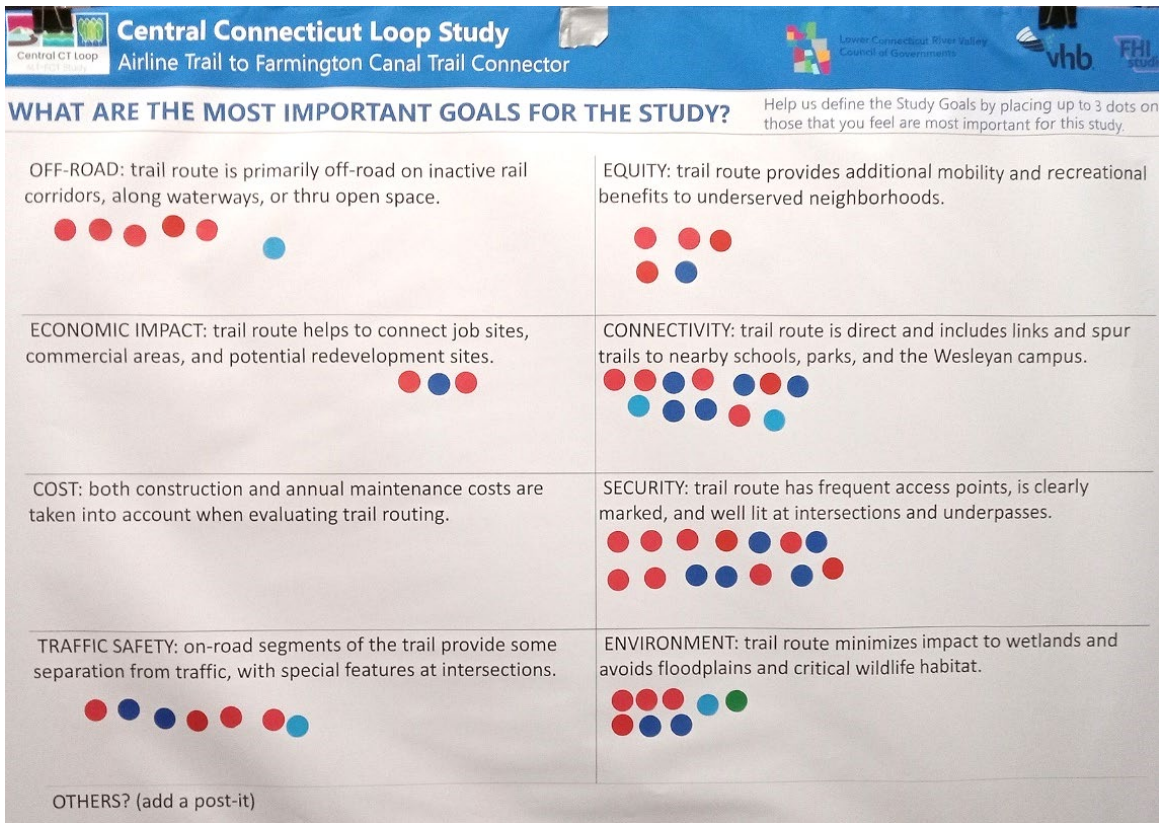 Central Connecticut Loop Study
Airline Trail to Farmington Canal Trail Connector
Central CT Loop
Lower Connecticut River Valley
Council of Governments
vhb
FHI
studi
WHAT ARE THE MOST IMPORTANT GOALS FOR THE STUDY?
Help us define the Study Goals by placing up to 3 dots on
those that you feel are most important for this study.
OFF-ROAD: trail route is primarily off-road on inactive rail
corridors, along waterways, or thru open space.
EQUITY: trail route provides additional mobility and recreational
benefits to underserved neighborhoods.
ECONOMIC IMPACT: trail route helps to connect job sites,
commercial areas, and potential redevelopment sites.
CONNECTIVITY: trail route is direct and includes links and spur
trails to nearby schools, parks, and the Wesleyan campus.
COST: both construction and annual maintenance costs are
taken into account when evaluating trail routing.
SECURITY: trail route has frequent access points, is clearly
marked, and well lit at intersections and underpasses.
TRAFFIC SAFETY: on-road segments of the trail provide some
separation from traffic, with special features at intersections.
ENVIRONMENT: trail route minimizes impact to wetlands and
avoids floodplains and critical wildlife habitat.
OTHERS? (add a post-it)